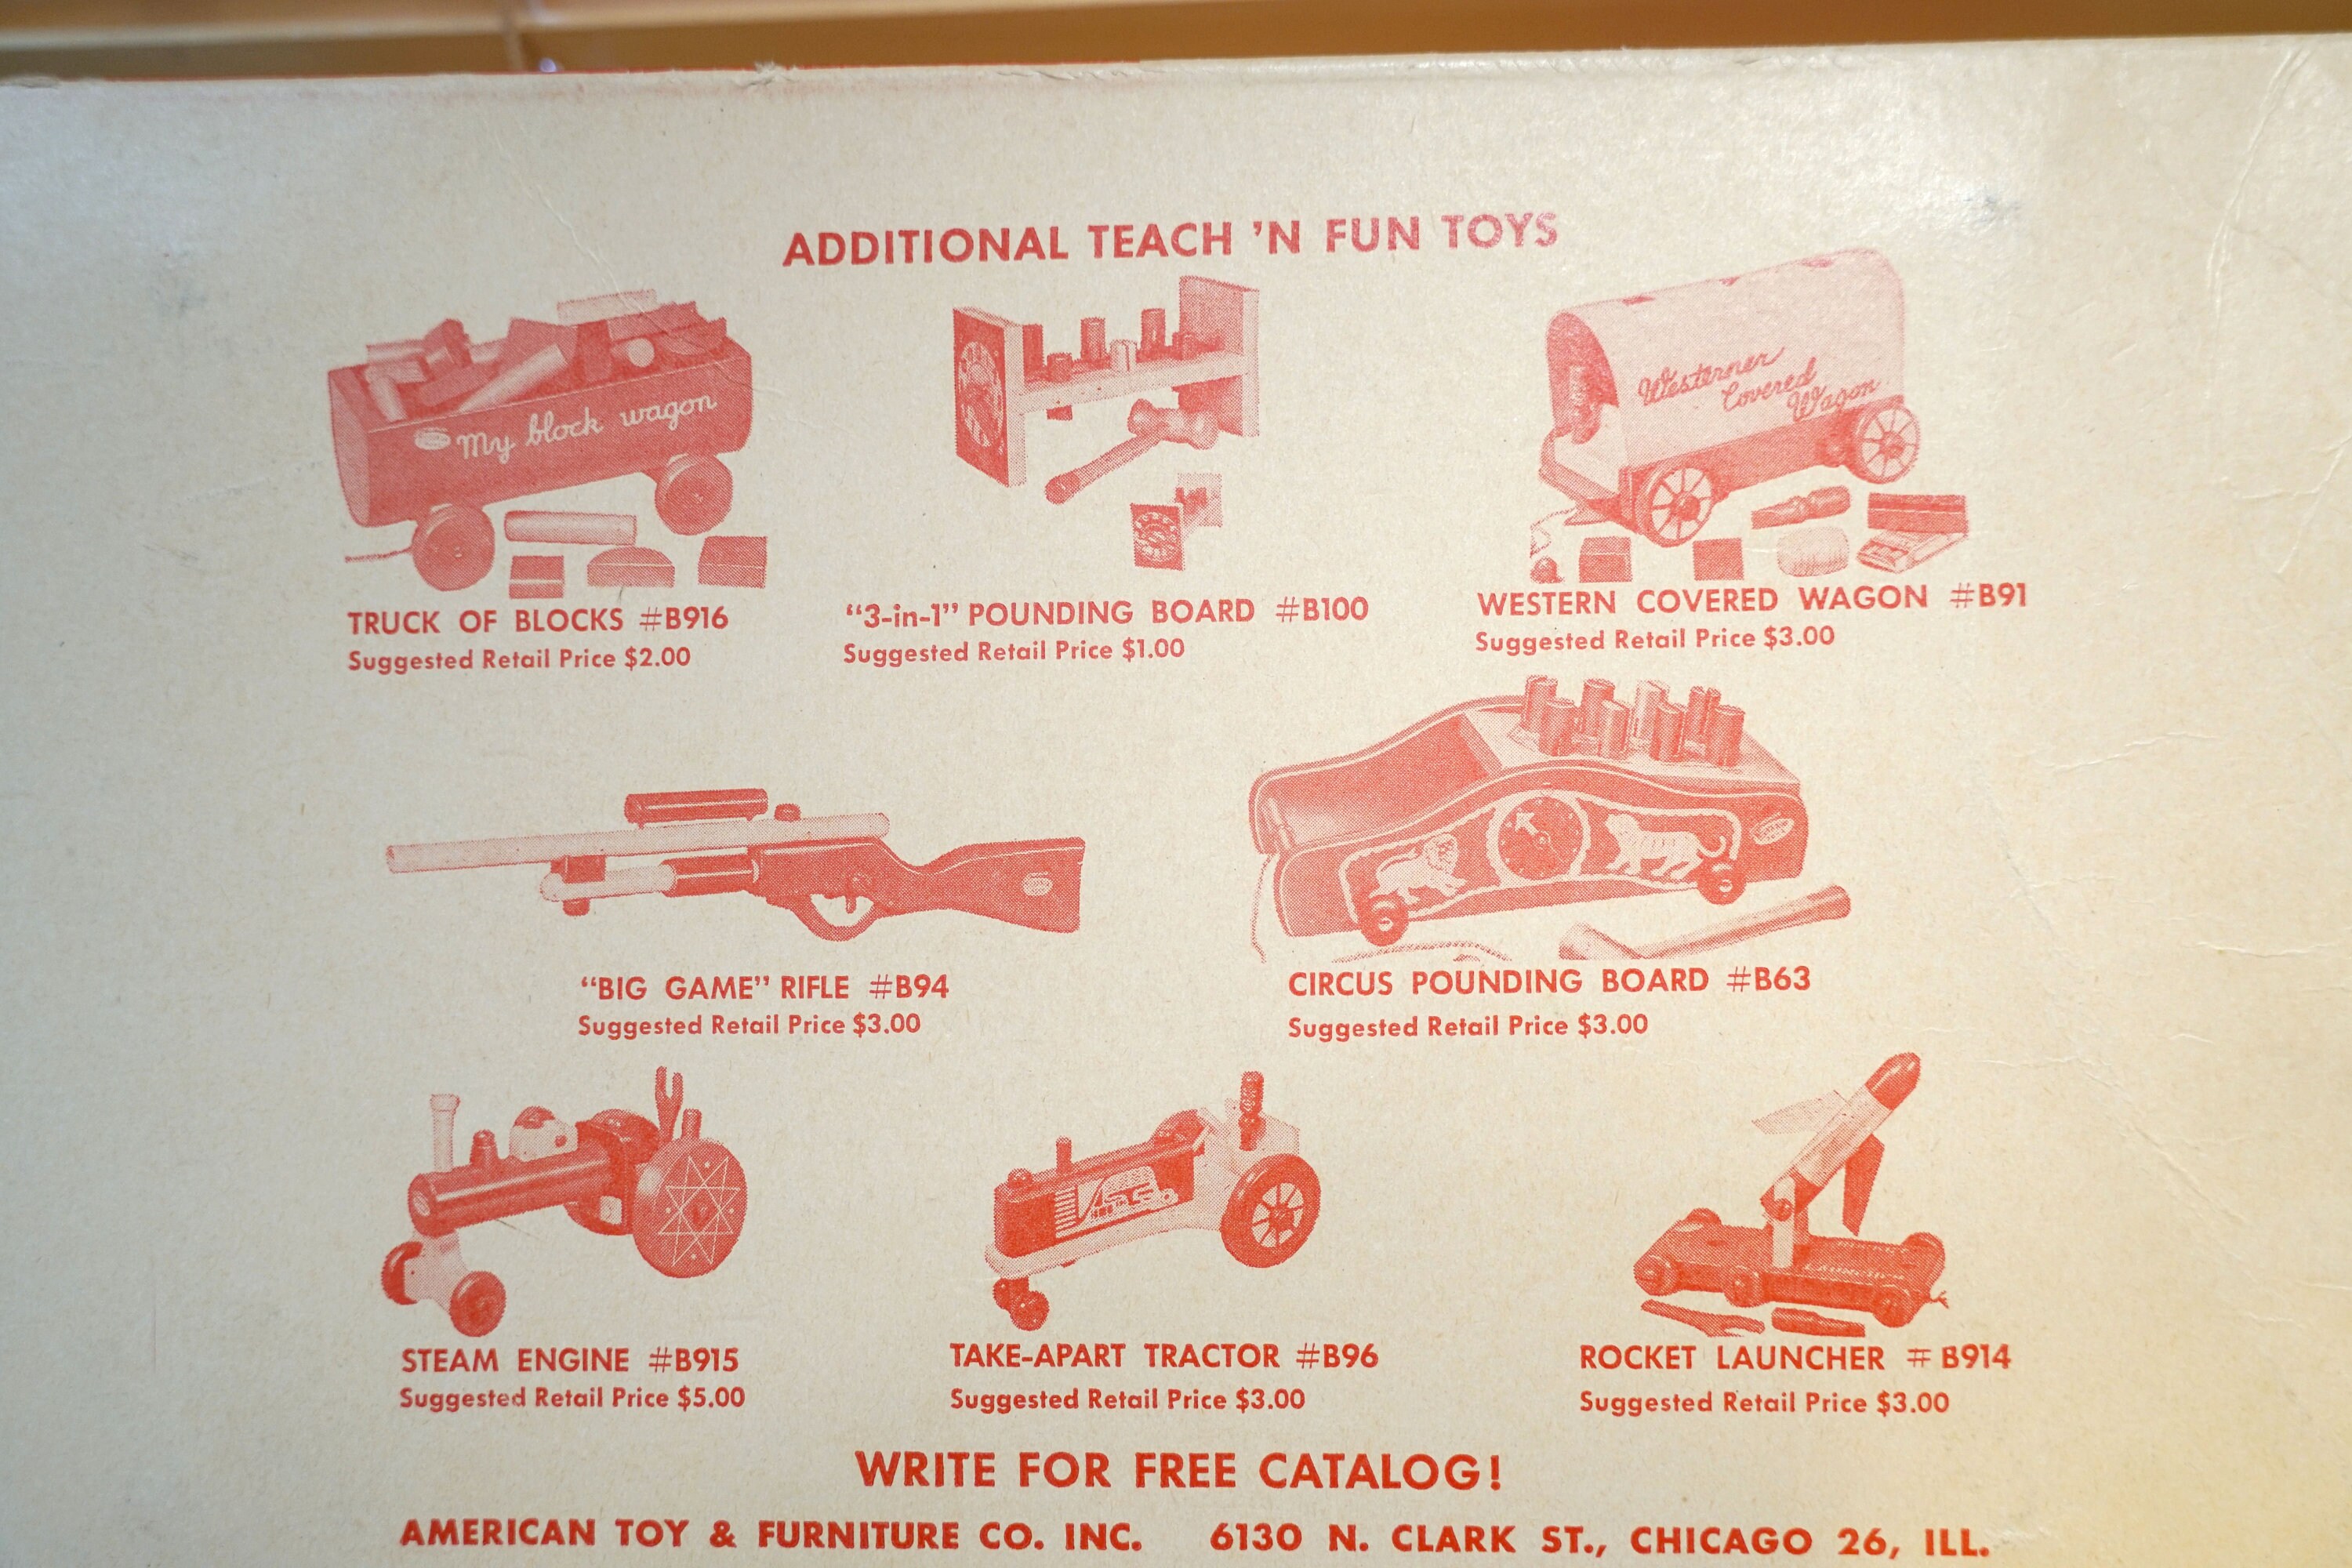 ADDITIONAL TEACH 'N FUN TOYS
My block wagon
Westerner
Covered
Wagon
TRUCK OF BLOCKS #B916
Suggested Retail Price $2.00
“3-in-1” POUNDING BOARD #B100
Suggested Retail Price $1.00
WESTERN COVERED WAGON #B91
Suggested Retail Price $3.00
“BIG GAME” RIFLE #B94
Suggested Retail Price $3.00
CIRCUS POUNDING BOARD #B63
Suggested Retail Price $3.00
STEAM ENGINE #B915
Suggested Retail Price $5.00
TAKE-APART TRACTOR #B96
Suggested Retail Price $3.00
LAUNCHER
ROCKET LAUNCHER # B914
Suggested Retail Price $3.00
WRITE FOR FREE CATALOG!
AMERICAN TOY & FURNITURE CO. INC. 6130 N. CLARK ST., CHICAGO 26, ILL.